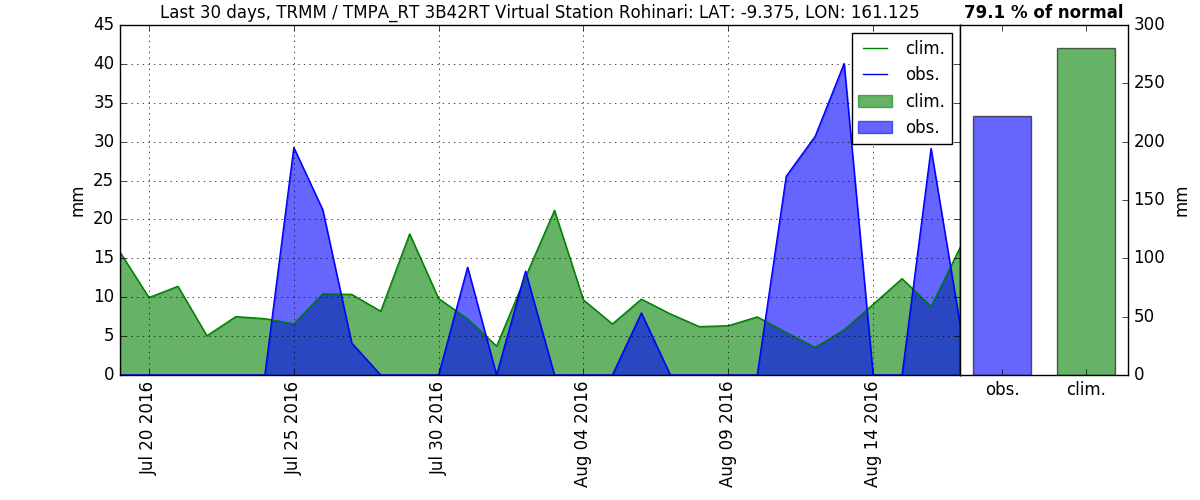 Last 30 days, TRMM / TMPA_RT 3B42RT Virtual Station Rohinari: LAT: -9.375, LON: 161.125
79.1 % of normal
45
40
35
30
25
20
15
10
5
0
mm
clim.
obs.
clim.
obs.
Jul 20 2016
Jul 25 2016
Jul 30 2016
Aug 04 2016
Aug 09 2016
Aug 14 2016
300
250
200
150
100
50
0
mm
obs.
clim.